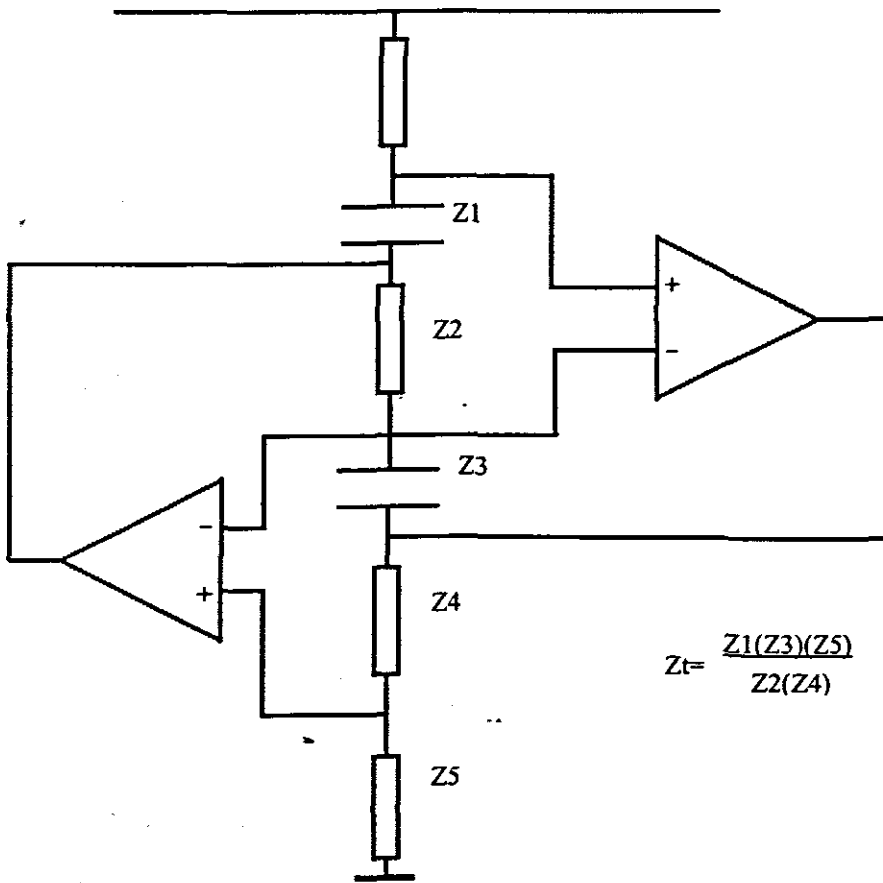 Z1
+
Z2
-
Z3
-
+
Z4
Zt= Z1(Z3)(Z5)
Z2(Z4)
Z5